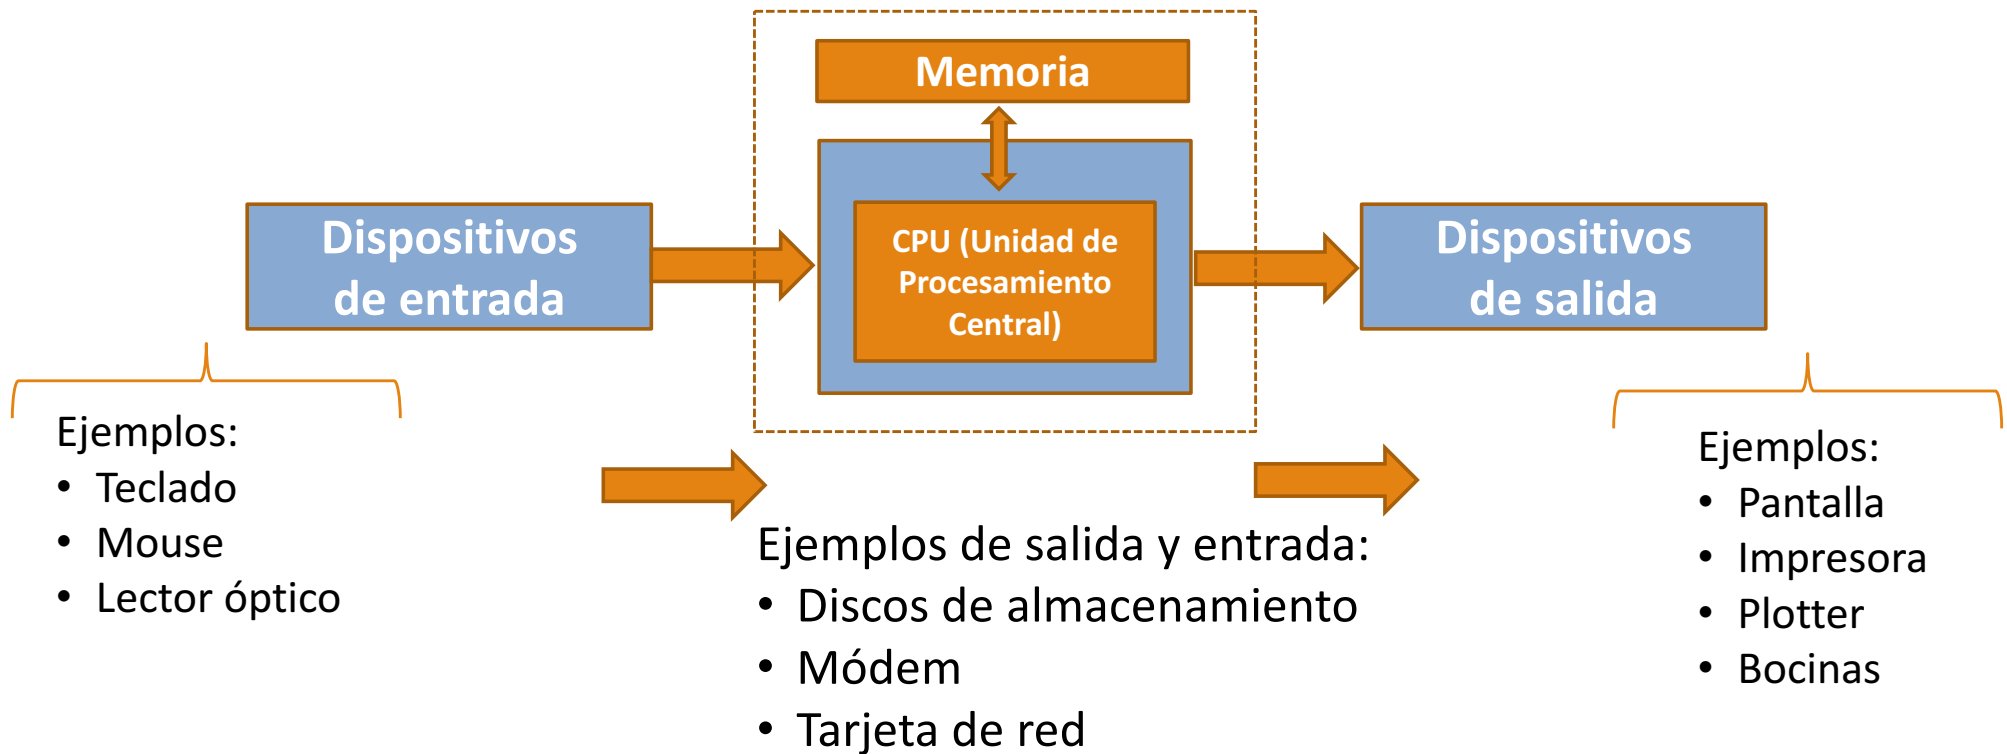 Memoria
Dispositivos
de entrada
CPU (Unidad de
Procesamiento
Central)
Dispositivos
de salida
Ejemplos:
• Teclado
• Mouse
• Lector óptico
Ejemplos de salida y entrada:
• Discos de almacenamiento
• Módem
• Tarjeta de red
Ejemplos:
• Pantalla
• Impresora
• Plotter
• Bocinas